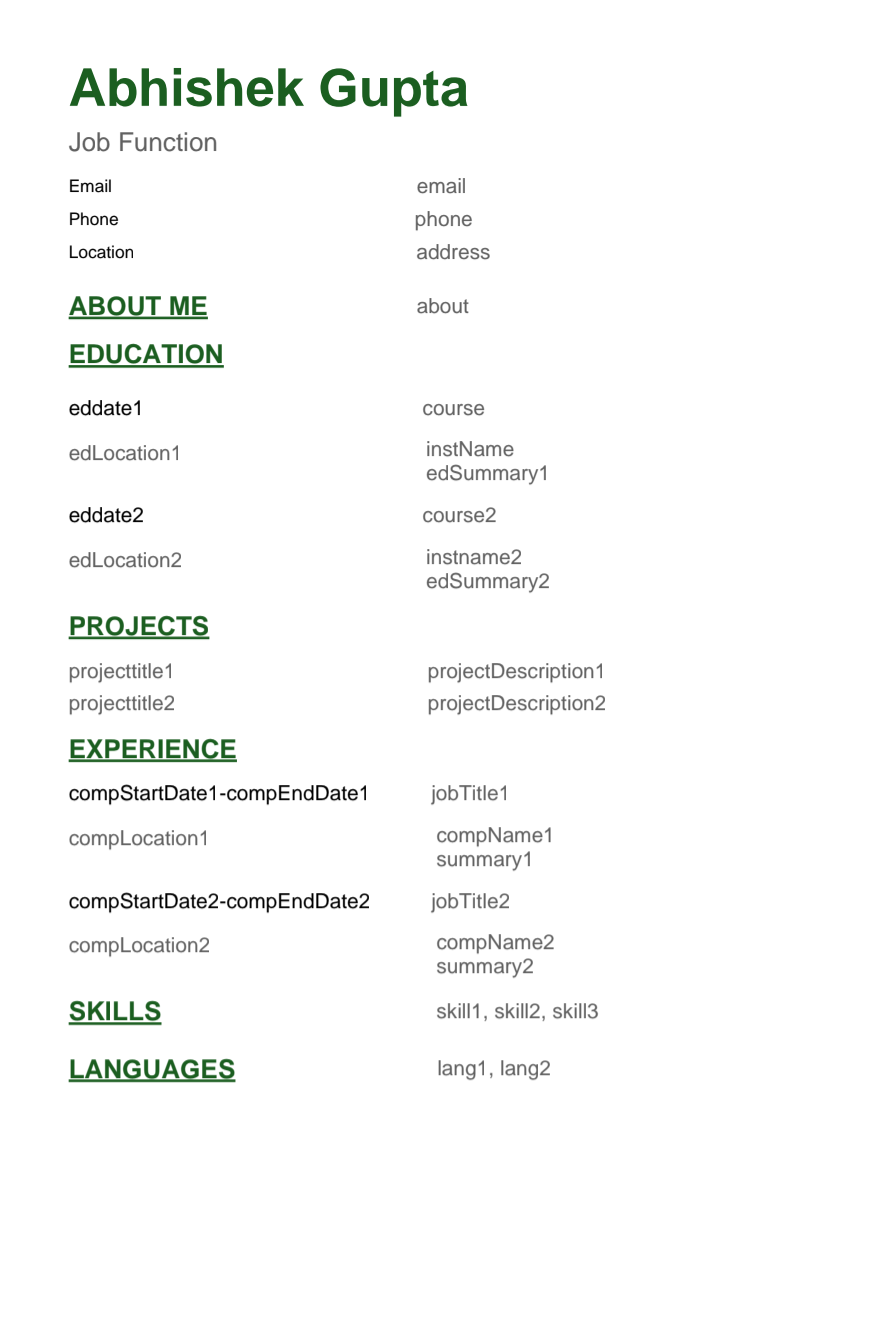 Abhishek Gupta
Job Function
Email email
Phone phone
Location address
ABOUT ME about
EDUCATION
eddate1 course
edLocation1 instName
edSummary1
eddate2 course2
edLocation2 instname2
edSummary2
PROJECTS
projecttitle1 projectDescription1
projecttitle2 projectDescription2
EXPERIENCE
compStartDate1-compEndDate1 jobTitle1
compLocation1 compName1
summary1
compStartDate2-compEndDate2 jobTitle2
compLocation2 compName2
summary2
SKILLS skill1, skill2, skill3
LANGUAGES lang1, lang2